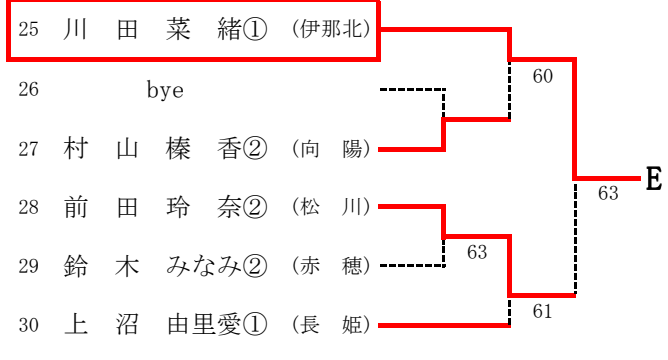 25 川 田 菜 緒① (伊那北)
60
26 bye
27 村 山 榛 香② (向 陽)
63 E
28 前 田 玲 奈② (松 川)
63
29 鈴 木 みなみ② (赤 穂)
61
30 上 沼 由里愛① (長 姫)